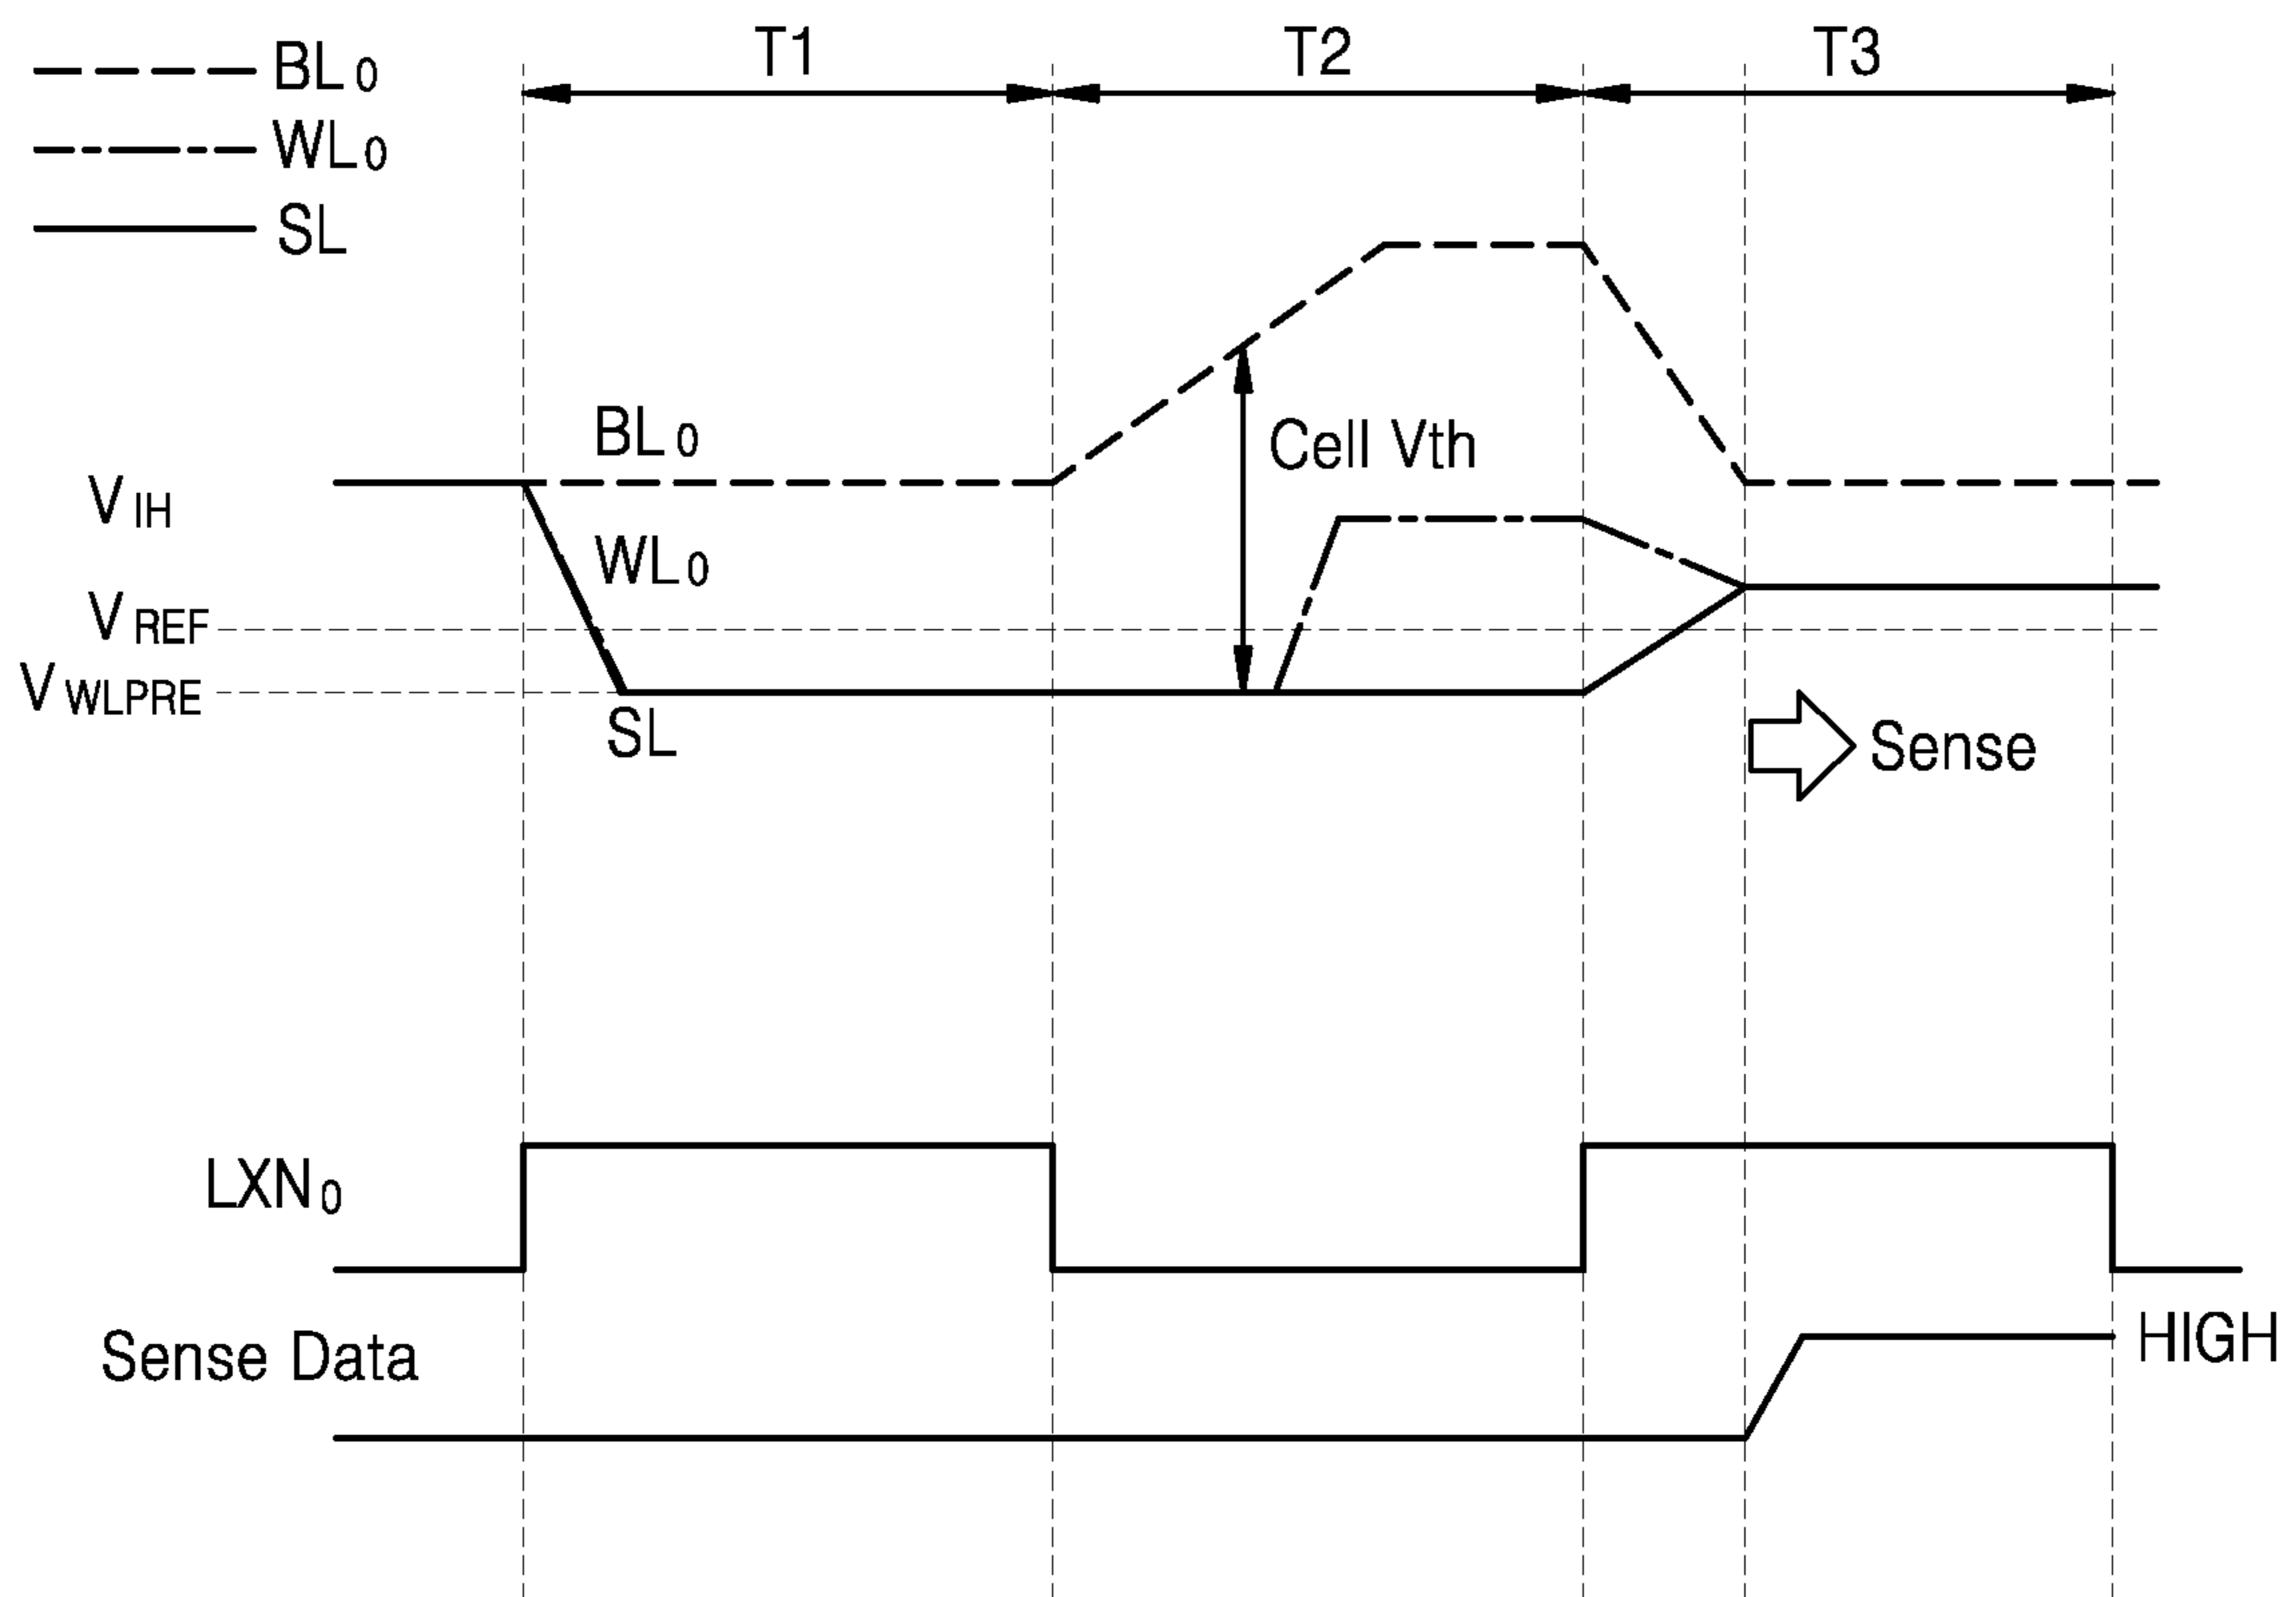 BL0
WL0
SL
T1
T2
T3
BL0
Cell Vth
VIH
WL0
VREF
VWLPRE
SL
Sense
LXN0
Sense Data
HIGH